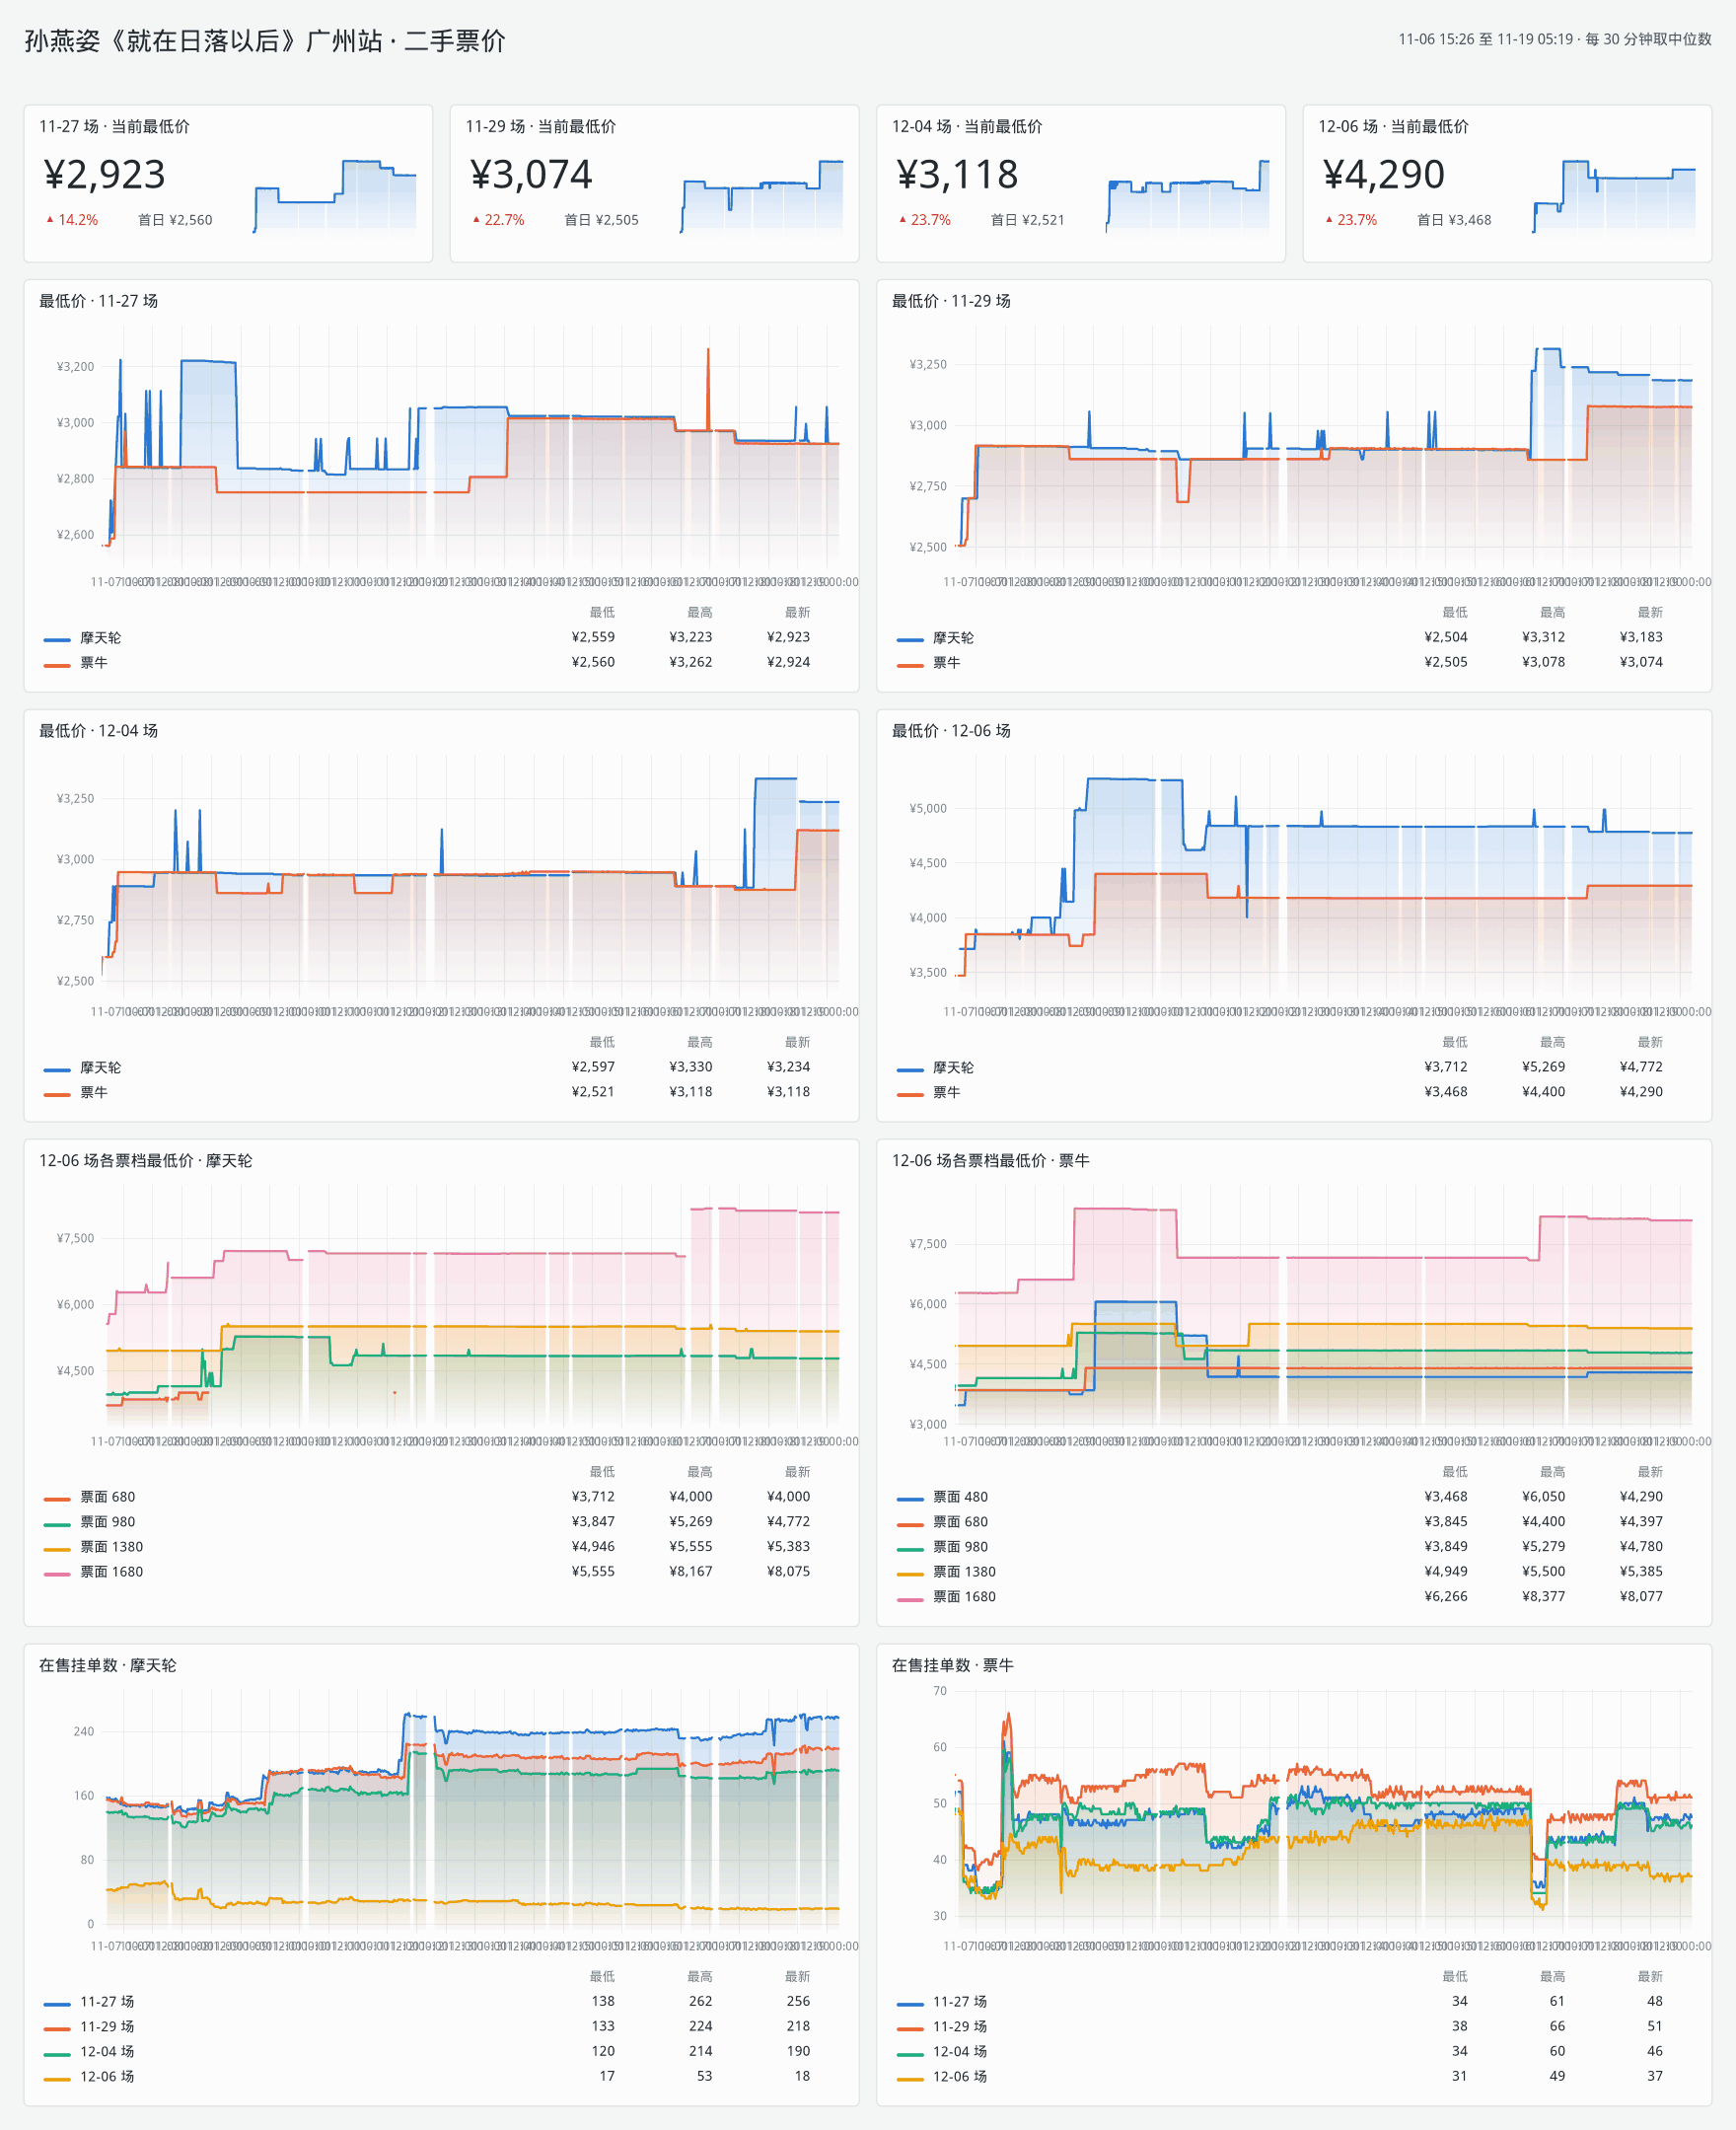 孙燕姿《就在日落以后》广州站 · 二手票价
11-06 15:26 至 11-19 05:19 · 每 30 分钟取中位数
11-27 场 · 当前最低价
¥2,923
▲ 14.2% 首日 ¥2,560
11-29 场 · 当前最低价
¥3,074
▲ 22.7% 首日 ¥2,505
12-04 场 · 当前最低价
¥3,118
▲ 23.7% 首日 ¥2,521
12-06 场 · 当前最低价
¥4,290
▲ 23.7% 首日 ¥3,468
最低价 · 11-27 场
¥3,200
¥3,000
¥2,800
¥2,600
最低 最高 最新
摩天轮 ¥2,559 ¥3,223 ¥2,923
票牛 ¥2,560 ¥3,262 ¥2,924
最低价 · 11-29 场
¥3,250
¥3,000
¥2,750
¥2,500
最低 最高 最新
摩天轮 ¥2,504 ¥3,312 ¥3,183
票牛 ¥2,505 ¥3,078 ¥3,074
最低价 · 12-04 场
¥3,250
¥3,000
¥2,750
¥2,500
最低 最高 最新
摩天轮 ¥2,597 ¥3,330 ¥3,234
票牛 ¥2,521 ¥3,118 ¥3,118
最低价 · 12-06 场
¥5,000
¥4,500
¥4,000
¥3,500
最低 最高 最新
摩天轮 ¥3,712 ¥5,269 ¥4,772
票牛 ¥3,468 ¥4,400 ¥4,290
12-06 场各票档最低价 · 摩天轮
¥7,500
¥6,000
¥4,500
最低 最高 最新
票面 680 ¥3,712 ¥4,000 ¥4,000
票面 980 ¥3,847 ¥5,269 ¥4,772
票面 1380 ¥4,946 ¥5,555 ¥5,383
票面 1680 ¥5,555 ¥8,167 ¥8,075
12-06 场各票档最低价 · 票牛
¥7,500
¥6,000
¥4,500
¥3,000
最低 最高 最新
票面 480 ¥3,468 ¥6,050 ¥4,290
票面 680 ¥3,845 ¥4,400 ¥4,397
票面 980 ¥3,849 ¥5,279 ¥4,780
票面 1380 ¥4,949 ¥5,500 ¥5,385
票面 1680 ¥6,266 ¥8,377 ¥8,077
在售挂单数 · 摩天轮
240
160
80
0
最低 最高 最新
11-27 场 138 262 256
11-29 场 133 224 218
12-04 场 120 214 190
12-06 场 17 53 18
在售挂单数 · 票牛
70
60
50
40
30
最低 最高 最新
11-27 场 34 61 48
11-29 场 38 66 51
12-04 场 34 60 46
12-06 场 31 49 37